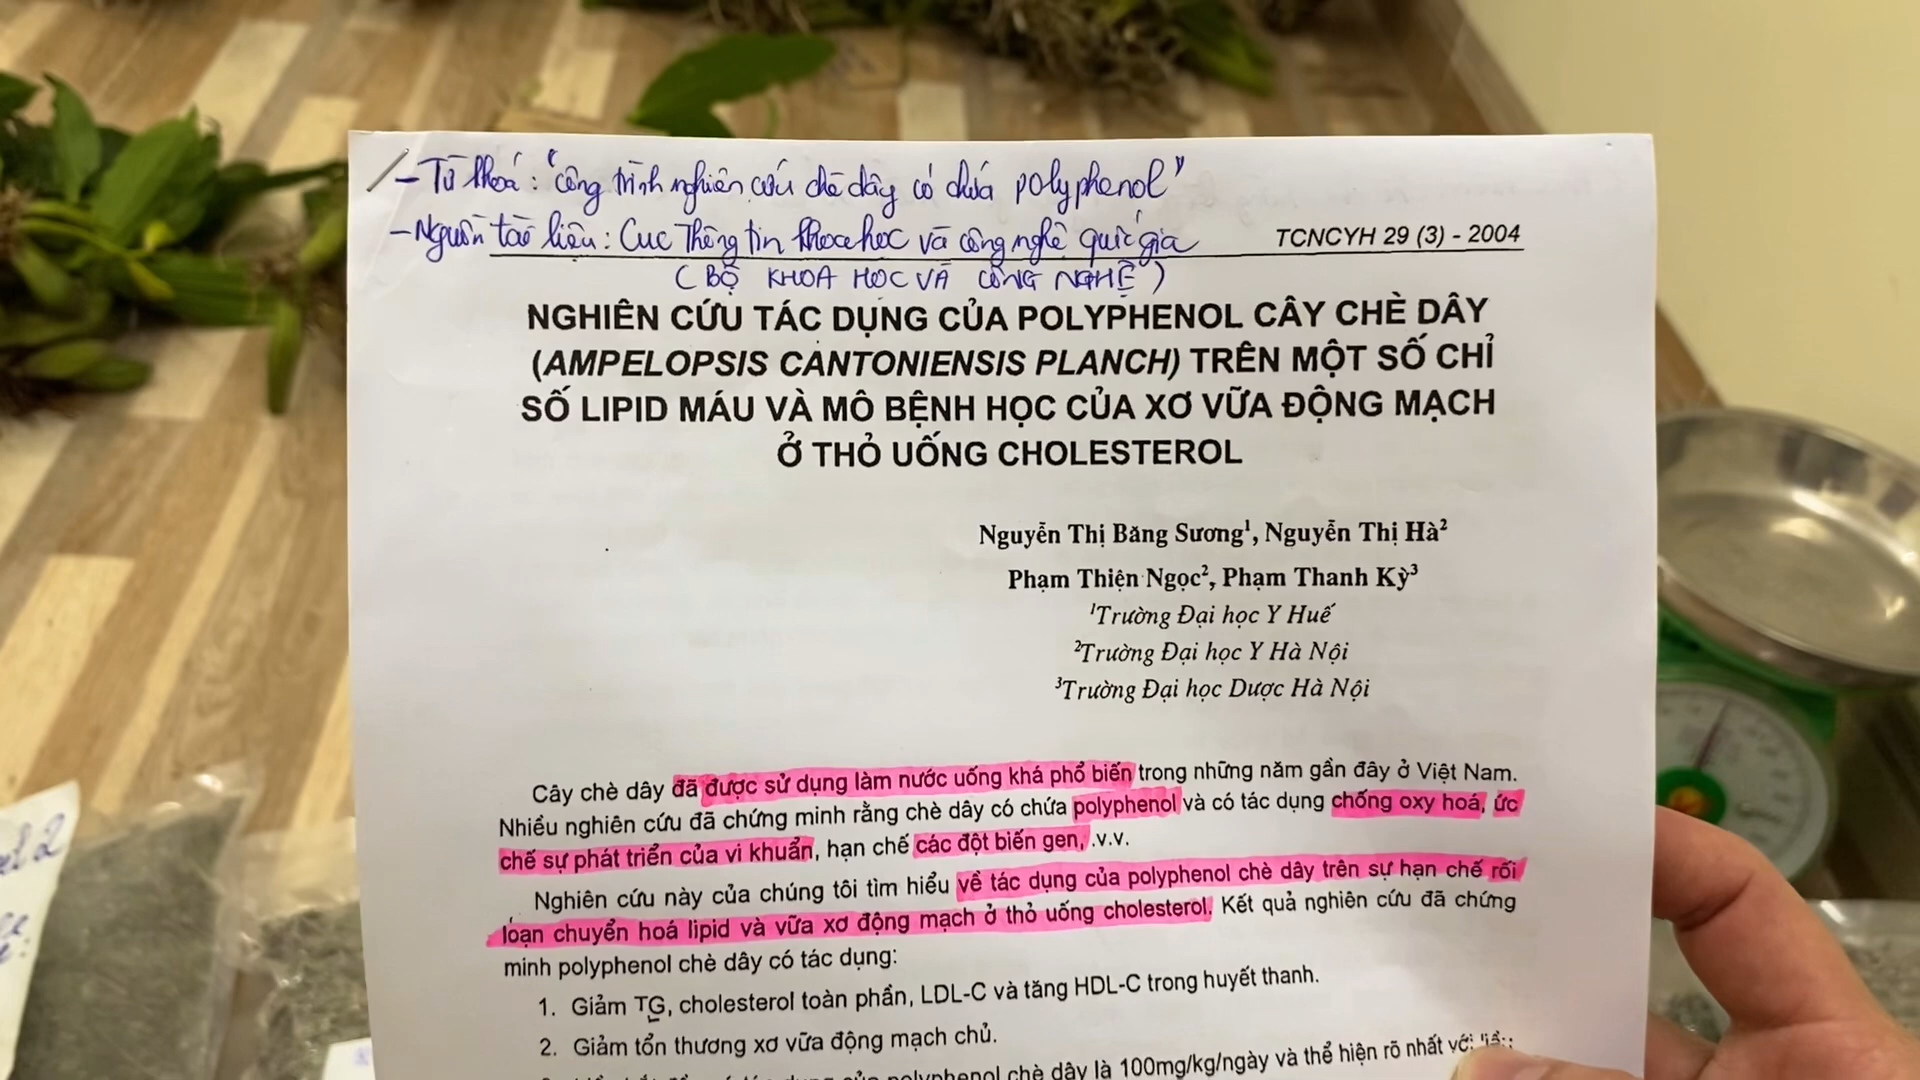 - Từ khoá: "Công trình nghiên cứu chè dây có chứa polyphenol"
- Nguồn tài liệu: Cục Thông tin khoa học và công nghệ quốc gia
TCNCYH 29 (3) - 2004
(BỘ KHOA HỌC VÀ CÔNG NGHỆ)
NGHIÊN CỨU TÁC DỤNG CỦA POLYPHENOL CÂY CHÈ DÂY
(AMPELOPSIS CANTONIENSIS PLANCH) TRÊN MỘT SỐ CHỈ
SỐ LIPID MÁU VÀ MÔ BỆNH HỌC CỦA XƠ VỮA ĐỘNG MẠCH
Ở THỎ UỐNG CHOLESTEROL
Nguyễn Thị Băng Sương¹, Nguyễn Thị Hà²
Phạm Thiện Ngọc², Phạm Thanh Kỳ³
¹Trường Đại học Y Huế
²Trường Đại học Y Hà Nội
³Trường Đại học Dược Hà Nội
Cây chè dây đã được sử dụng làm nước uống khá phổ biến trong những năm gần đây ở Việt Nam.
Nhiều nghiên cứu đã chứng minh rằng chè dây có chứa polyphenol và có tác dụng chống oxy hoá, ức
chế sự phát triển của vi khuẩn, hạn chế các đột biến gen, .v.v.
Nghiên cứu này của chúng tôi tìm hiểu về tác dụng của polyphenol chè dây trên sự hạn chế rối
loạn chuyển hoá lipid và vữa xơ động mạch ở thỏ uống cholesterol. Kết quả nghiên cứu đã chứng
minh polyphenol chè dây có tác dụng:
1. Giảm TG, cholesterol toàn phần, LDL-C và tăng HDL-C trong huyết thanh.
2. Giảm tổn thương xơ vữa động mạch chủ.
của polyphenol chè dây là 100mg/kg/ngày và thể hiện rõ nhất với